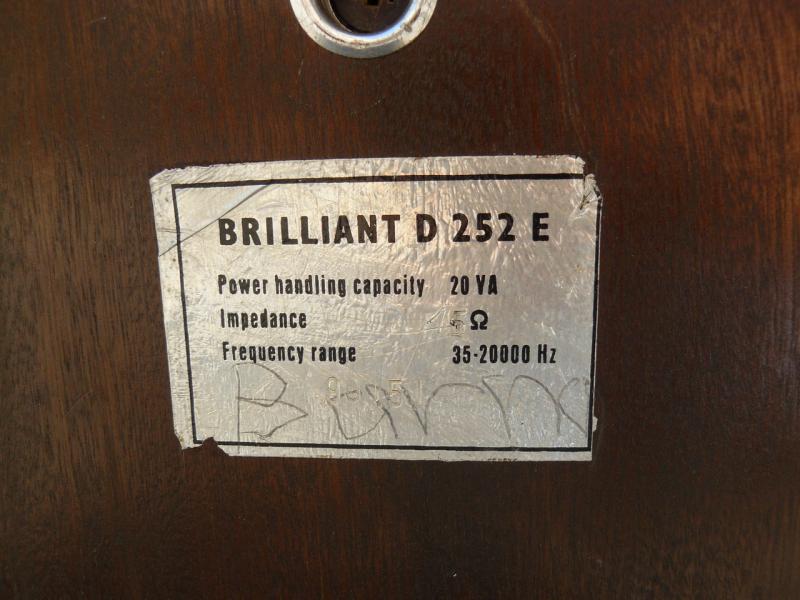 BRILLIANT D 252 E
Power handling capacity 20 VA
Impedance 5 Ω
Frequency range 35-20000 Hz